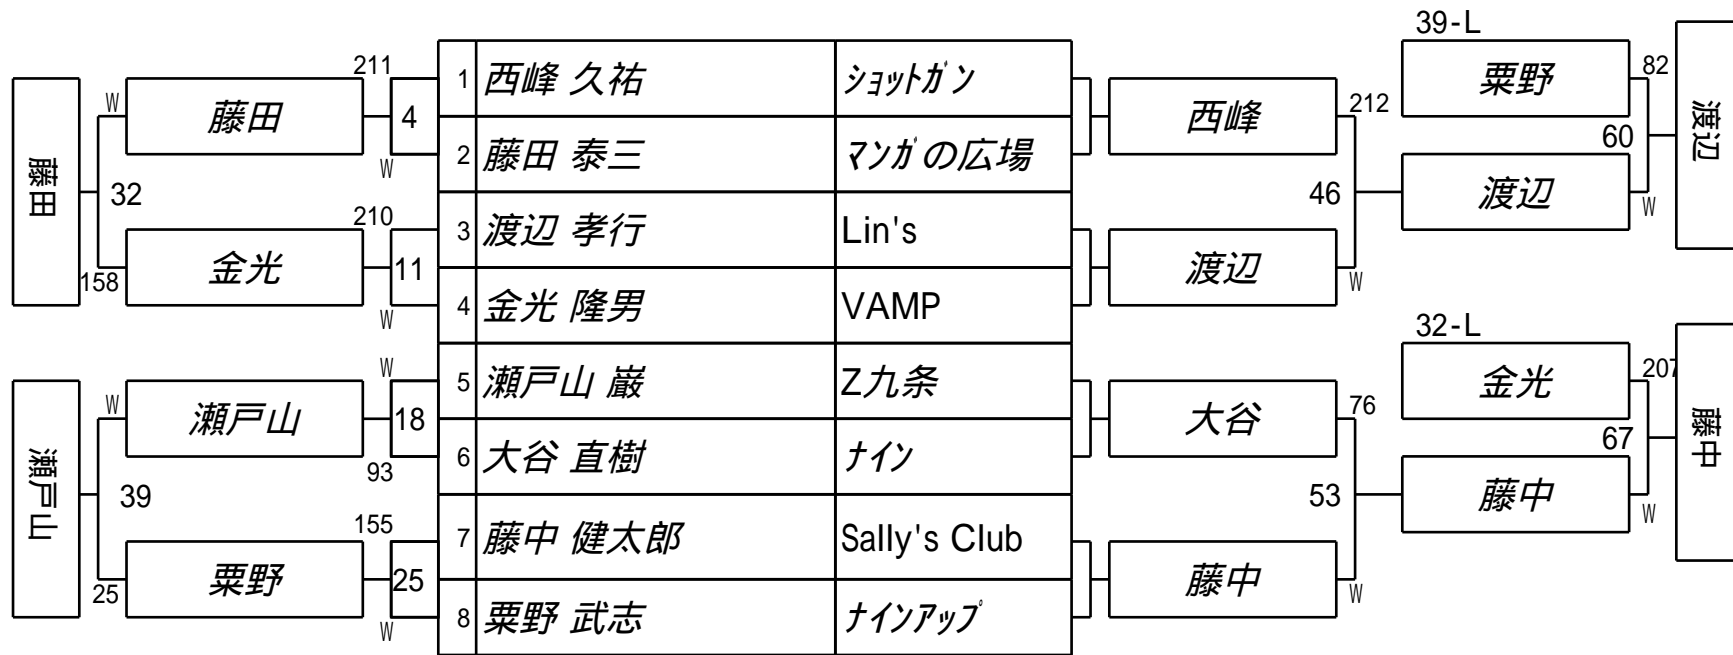 39-L
211
1 西峰 久祐 ショットガン
粟野
82
W
藤田
4
西峰
212
2 藤田 泰三 マンガの広場
60
渡辺
W
藤田
32
46
渡辺
W
210
3 渡辺 孝行 Lin's
金光
11
渡辺
158
W
4 金光 隆男 VAMP
W
32-L
W
5 瀬戸山 巌 Z九条
金光
207
W
瀬戸山
18
大谷
76
6 大谷 直樹 ナイン
67
藤中
93
瀬戸山
39
53
藤中
W
155
7 藤中 健太郎 Sally's Club
粟野
25
藤中
25
W
8 粟野 武志 ナインアップ
W